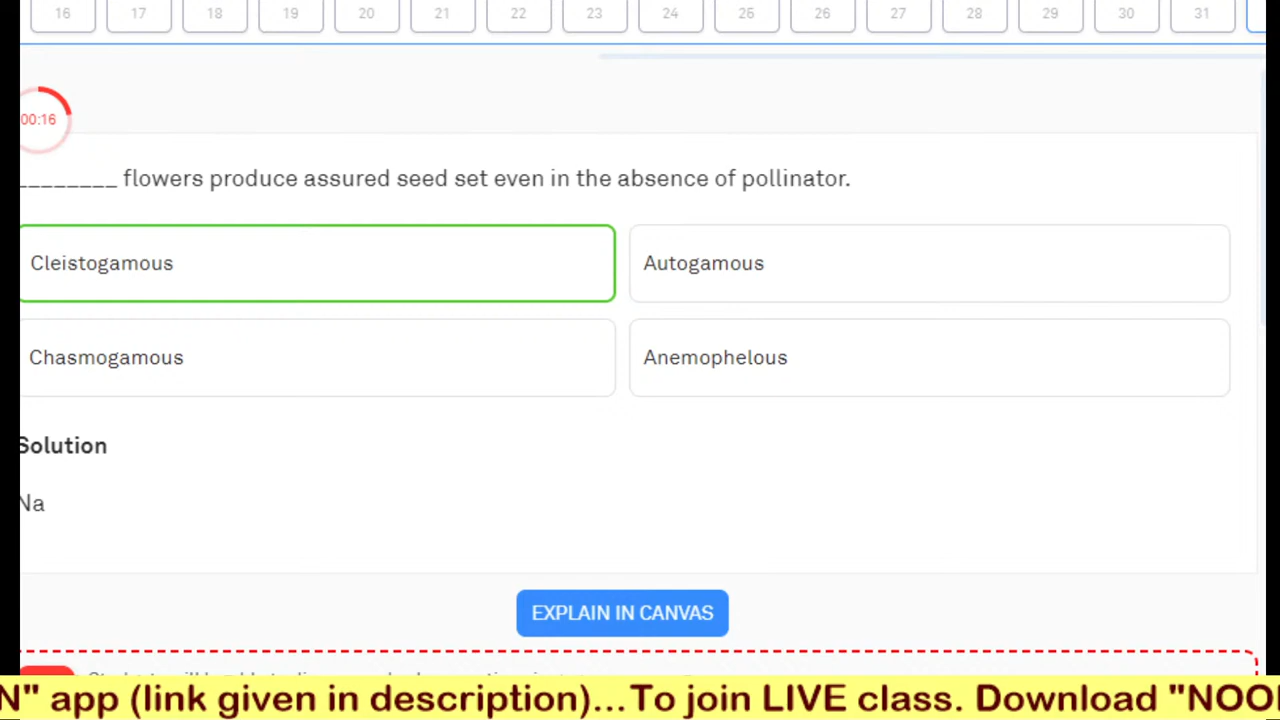 16 17 18 19 20 21 22 23 24 26 26 27 28 29 30 31
00:16
________ flowers produce assured seed set even in the absence of pollinator.
Cleistogamous
Autogamous
Chasmogamous
Anemophelous
Solution
Na
EXPLAIN IN CANVAS
N" app (link given in description)...To join LIVE class. Download "NOO